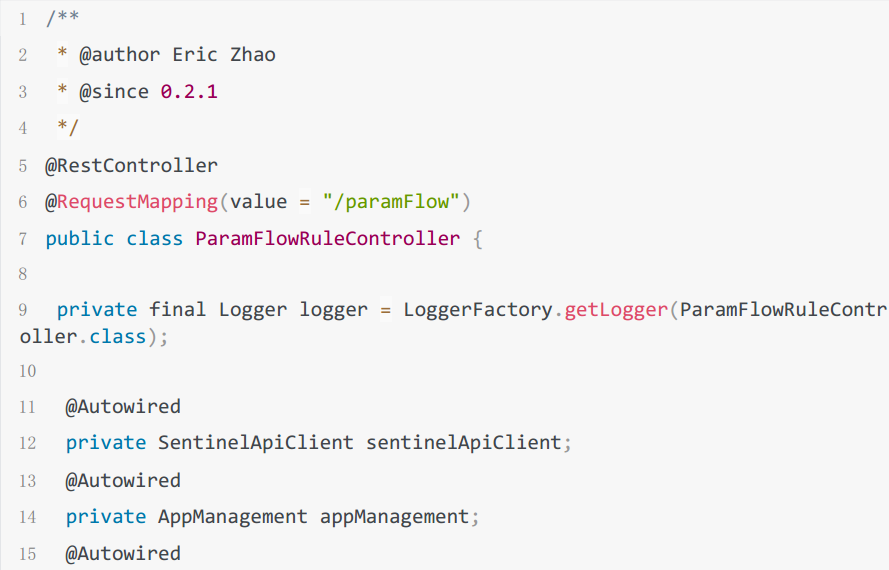 1 /**
2  * @author Eric Zhao
3  * @since 0.2.1
4  */
5 @RestController
6 @RequestMapping(value = "/paramFlow")
7 public class ParamFlowRuleController {
8
9  private final Logger logger = LoggerFactory.getLogger(ParamFlowRuleContr
oller.class);
10
11  @Autowired
12  private SentinelApiClient sentinelApiClient;
13  @Autowired
14  private AppManagement appManagement;
15  @Autowired